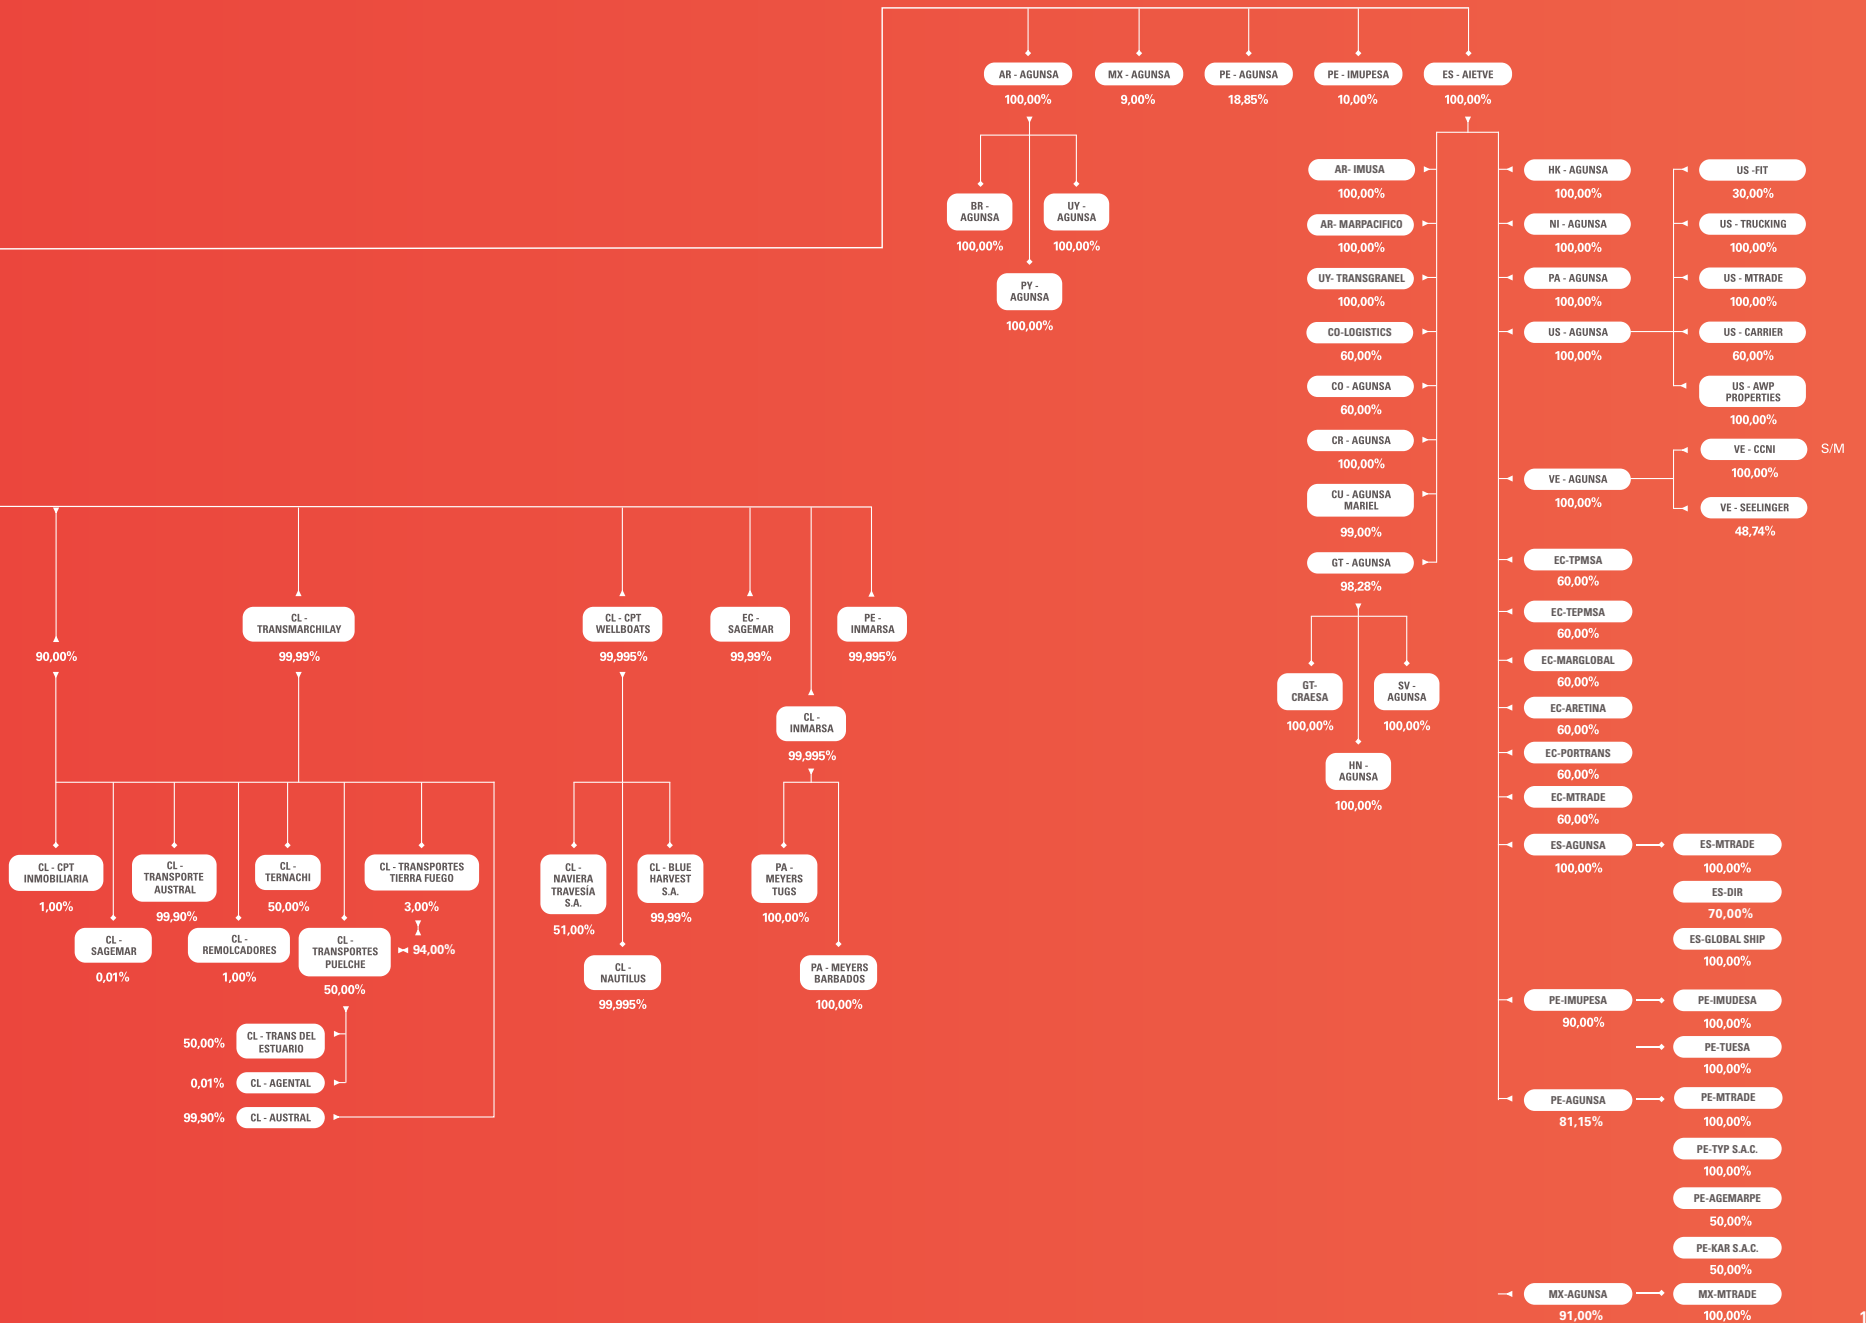 AR - AGUNSA
100,00%
MX - AGUNSA
9,00%
PE - AGUNSA
18,85%
PE - IMUPESA
10,00%
ES - AIETVE
100,00%
BR -
AGUNSA
100,00%
UY -
AGUNSA
100,00%
PY -
AGUNSA
100,00%
AR- IMUSA
100,00%
AR- MARPACIFICO
100,00%
UY- TRANSGRANEL
100,00%
CO-LOGISTICS
60,00%
CO - AGUNSA
60,00%
CR - AGUNSA
100,00%
CU - AGUNSA
MARIEL
99,00%
GT - AGUNSA
98,28%
GT-
CRAESA
100,00%
SV -
AGUNSA
100,00%
HN -
AGUNSA
100,00%
HK - AGUNSA
100,00%
NI - AGUNSA
100,00%
PA - AGUNSA
100,00%
US - AGUNSA
100,00%
US -FIT
30,00%
US - TRUCKING
100,00%
US - MTRADE
100,00%
US - CARRIER
60,00%
US - AWP
PROPERTIES
100,00%
VE - AGUNSA
100,00%
VE - CCNI
100,00%
S/M
VE - SEELINGER
48,74%
EC-TPMSA
60,00%
EC-TEPMSA
60,00%
EC-MARGLOBAL
60,00%
EC-ARETINA
60,00%
EC-PORTRANS
60,00%
EC-MTRADE
60,00%
ES-AGUNSA
100,00%
ES-MTRADE
100,00%
ES-DIR
70,00%
ES-GLOBAL SHIP
100,00%
PE-IMUPESA
90,00%
PE-IMUDESA
100,00%
PE-TUESA
100,00%
PE-AGUNSA
81,15%
PE-MTRADE
100,00%
PE-TYP S.A.C.
100,00%
PE-AGEMARPE
50,00%
PE-KAR S.A.C.
50,00%
MX-AGUNSA
91,00%
MX-MTRADE
100,00%
90,00%
CL -
TRANSMARCHILAY
99,99%
CL - CPT
WELLBOATS
99,995%
EC -
SAGEMAR
99,99%
PE -
INMARSA
99,995%
CL -
INMARSA
99,995%
CL - CPT
INMOBILIARIA
1,00%
CL -
SAGEMAR
0,01%
CL -
TRANSPORTE
AUSTRAL
99,90%
CL -
REMOLCADORES
1,00%
CL -
TERNACHI
50,00%
CL -
TRANSPORTES
PUELCHE
50,00%
CL - TRANSPORTES
TIERRA FUEGO
3,00%
94,00%
50,00%
CL - TRANS DEL
ESTUARIO
0,01%
CL - AGENTAL
99,90%
CL - AUSTRAL
CL -
NAVIERA
TRAVESÍA
S.A.
51,00%
CL - BLUE
HARVEST
S.A.
99,99%
CL -
NAUTILUS
99,995%
PA -
MEYERS
TUGS
100,00%
PA - MEYERS
BARBADOS
100,00%